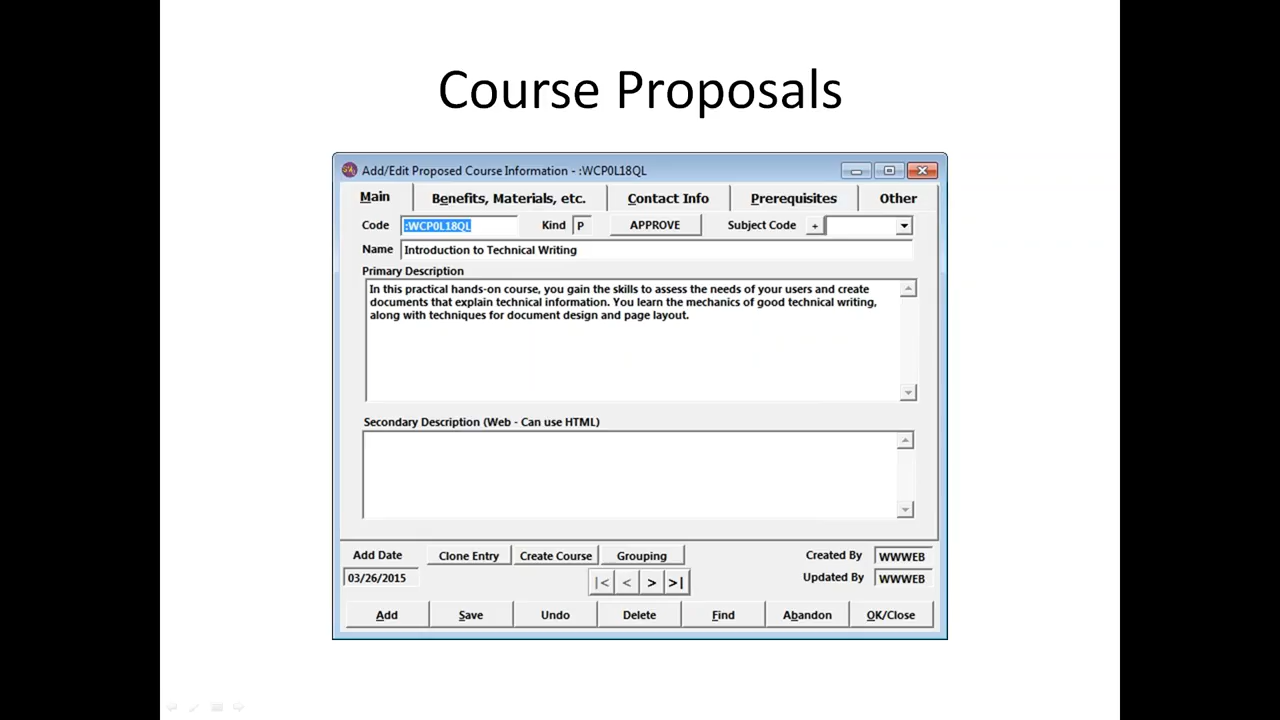 Course Proposals
Add/Edit Proposed Course Information - :WCP0L18QL
Main Benefits, Materials, etc. Contact Info Prerequisites Other
Code :WCP0L18QL Kind P APPROVE Subject Code +
Name Introduction to Technical Writing
Primary Description
In this practical hands-on course, you gain the skills to assess the needs of your users and create
documents that explain technical information. You learn the mechanics of good technical writing,
along with techniques for document design and page layout.
Secondary Description (Web - Can use HTML)
Add Date Clone Entry Create Course Grouping Created By WWWEB
03/26/2015 |< < > >| Updated By WWWEB
Add Save Undo Delete Find Abandon OK/Close